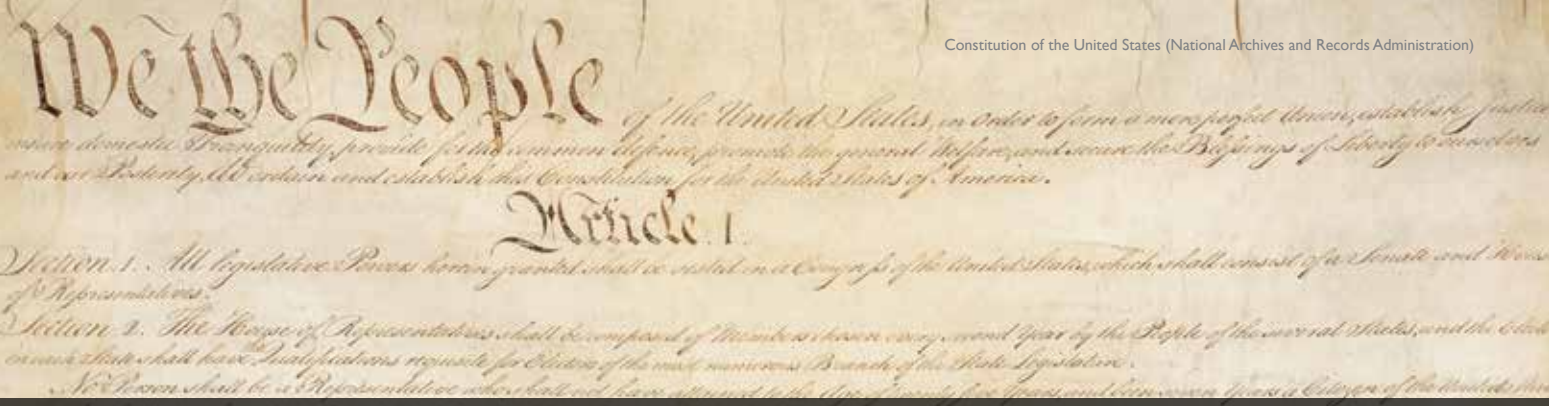 Constitution of the United States (National Archives and Records Administration)
We the People of the United States, in Order to form a more perfect Union, establish Justice
insure domestic Tranquility, provide for the common defence, promote the general Welfare, and secure the Blessings of Liberty to ourselves
and our Posterity, do ordain and establish this Constitution for the United States of America.
Article. I.
Section. 1. All legislative Powers herein granted shall be vested in a Congress of the United States, which shall consist of a Senate and House
of Representatives.
Section. 2. The House of Representatives shall be composed of Members chosen every second Year by the People of the several States, and the
in each State shall have Qualifications requisite for Electors of the most numerous Branch of the State Legislature.
No Person shall be a Representative who shall not have attained to the Age of twenty five Years, and been seven Years a Citizen of the United States